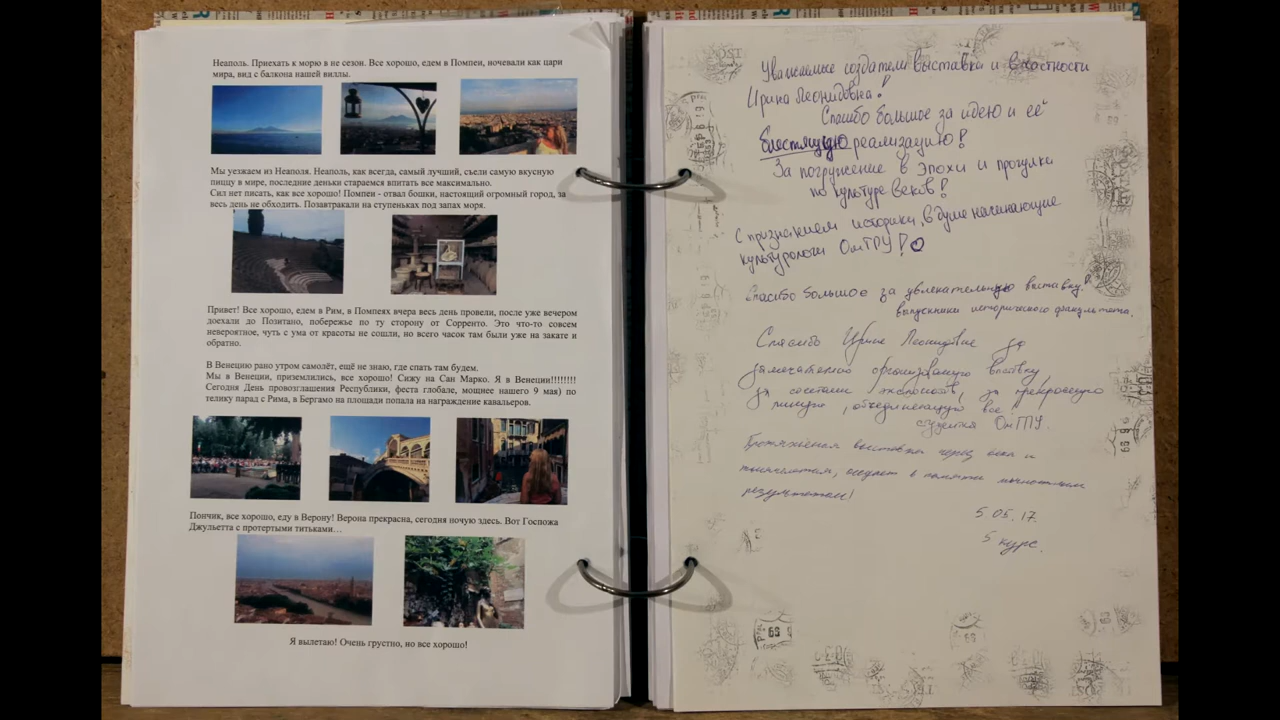 Неаполь. Приехать к морю в не сезон. Все хорошо, едем в Помпеи, ночевали как цари
мира, вид с балкона нашей виллы.
Мы уезжаем из Неаполя. Неаполь, как всегда, самый лучший, съели самую вкусную
пиццу в мире, последние деньки стараемся впитать все максимально.
Сил нет писать, как все хорошо! Помпеи - отвал бошки, настоящий огромный город, за
весь день не обходить. Позавтракали на ступеньках под запах моря.
Привет! Все хорошо, едем в Рим, в Помпеях вчера весь день провели, после уже вечером
доехали до Позитано, побережье по ту сторону от Сорренто. Это что-то совсем
невероятное, чуть с ума от красоты не сошли, но всего часок там были уже на закате и
обратно.
В Венецию рано утром самолёт, ещё не знаю, где спать там будем.
Мы в Венеции, приземлились, все хорошо! Сижу на Сан Марко. Я в Венеции!!!!!!!!
Сегодня День провозглашения Республики, феста глобале, мощнее нашего 9 мая) по
телику парад с Рима, в Бергамо на площади попала на награждение кавальеров.
Пончик, все хорошо, еду в Верону! Верона прекрасна, сегодня ночую здесь. Вот Госпожа
Джульетта с протертыми титьками…
Я вылетаю! Очень грустно, но все хорошо!
Уважаемые создатели выставки и в частности
Ирина Леонидовна!
Спасибо большое за идею и её
блестящую реализацию!
За погружение в эпохи и прогулки
по культуре веков!
С признанием историки, в душе начинающие
культурологи ОмГПУ!
Спасибо большое за увлекательную выставку!
выпускники исторического факультета.
Спасибо Ирине Леонидовне за
замечательно организованную выставку
за сочетание экспонатов, за прекрасную
объединяющую все.
студентка ОмГПУ.
выставка через века и
тысячелетия, оседает в памяти
результатом!
5.05.17.
5 курс.